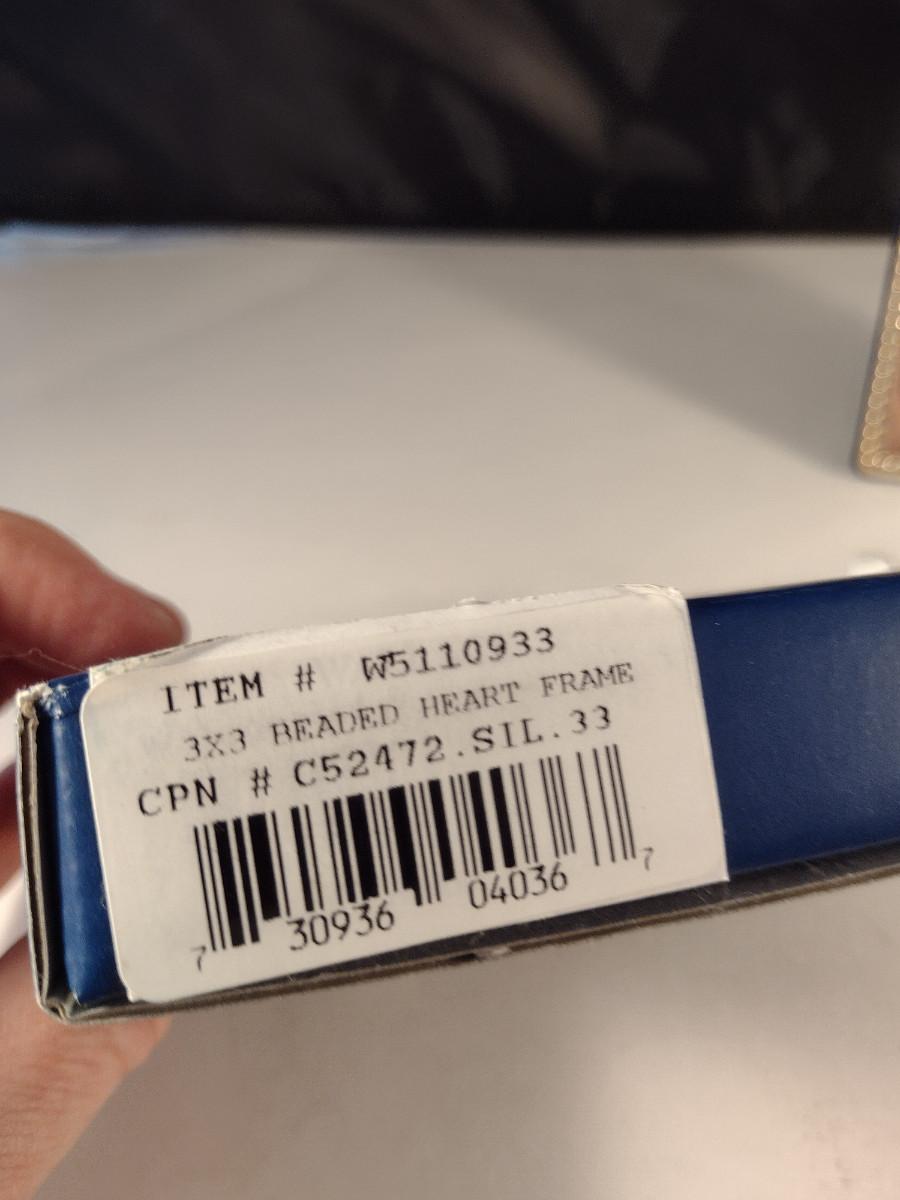 ITEM # W5110933
3X3 BEADED HEART FRAME
CPN # C52472.SIL.33
7 30936 04036 7